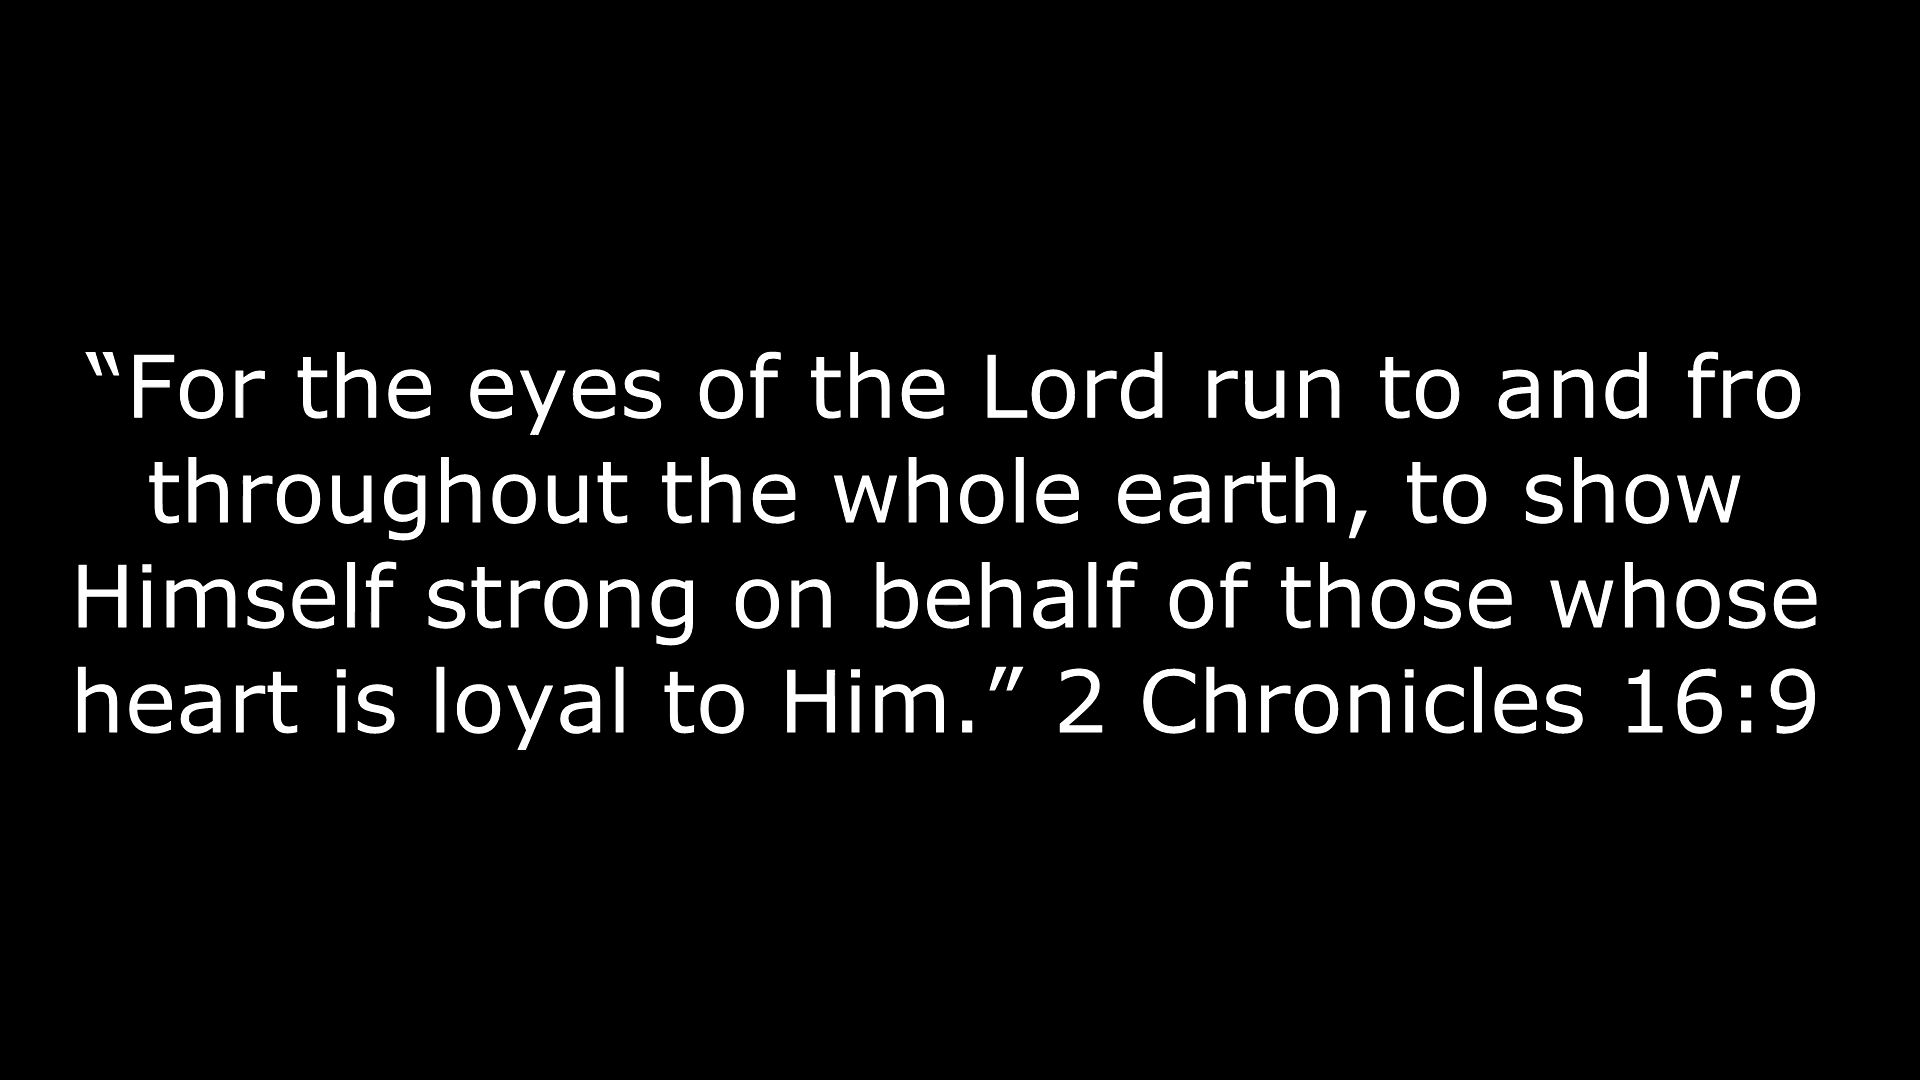 “For the eyes of the Lord run to and fro
throughout the whole earth, to show
Himself strong on behalf of those whose
heart is loyal to Him.” 2 Chronicles 16:9